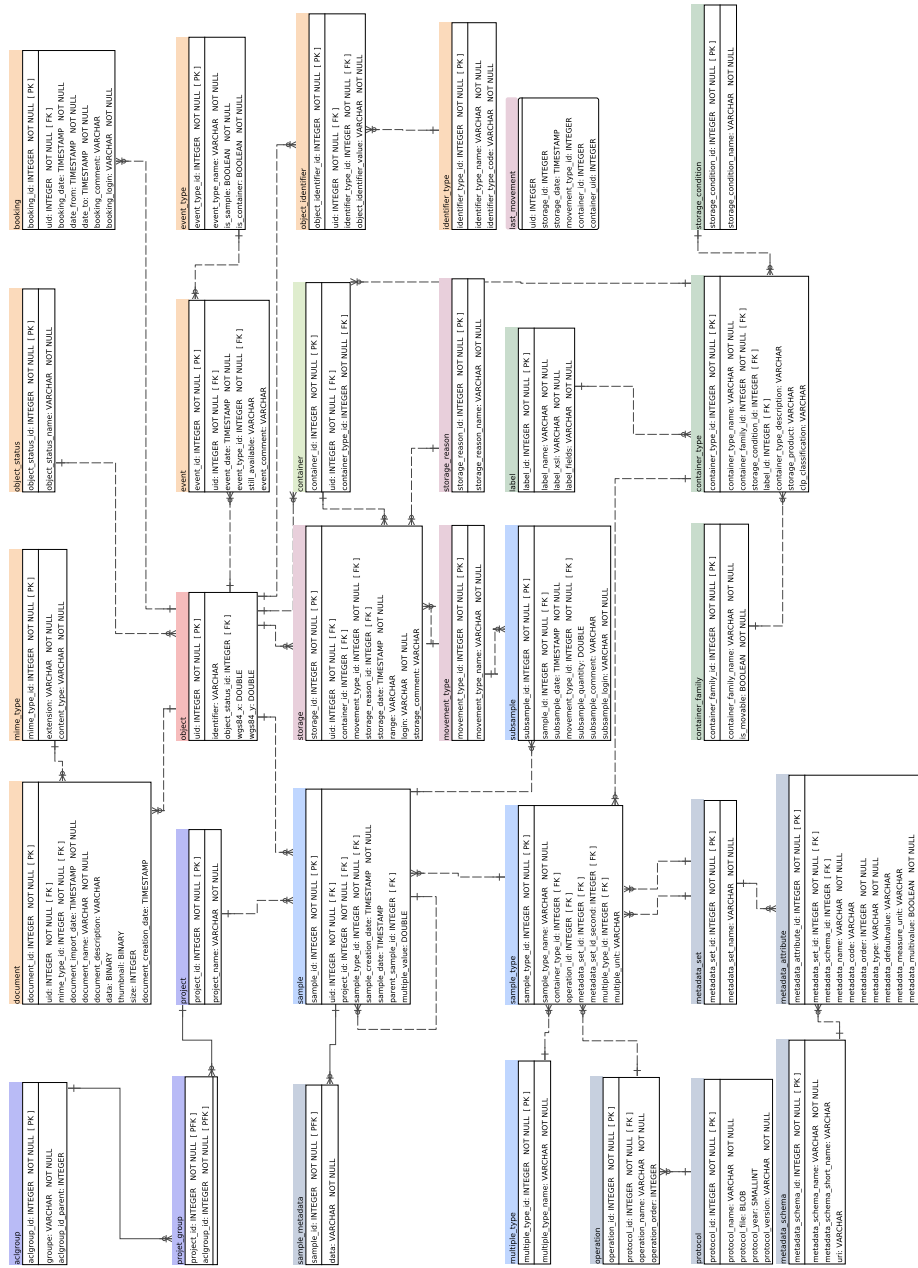 aclgroup
aclgroup_id: INTEGER NOT NULL [ PK ]
groupe: VARCHAR NOT NULL
aclgroup_id_parent: INTEGER
document
document_id: INTEGER NOT NULL [ PK ]
uid: INTEGER NOT NULL [ FK ]
mime_type_id: INTEGER NOT NULL [ FK ]
document_import_date: TIMESTAMP NOT NULL
document_name: VARCHAR NOT NULL
document_description: VARCHAR
data: BINARY
thumbnail: BINARY
size: INTEGER
document_creation_date: TIMESTAMP
mime_type
mime_type_id: INTEGER NOT NULL [ PK ]
extension: VARCHAR NOT NULL
content_type: VARCHAR NOT NULL
object_status
object_status_id: INTEGER NOT NULL [ PK ]
object_status_name: VARCHAR NOT NULL
booking
booking_id: INTEGER NOT NULL [ PK ]
uid: INTEGER NOT NULL [ FK ]
booking_date: TIMESTAMP NOT NULL
date_from: TIMESTAMP NOT NULL
date_to: TIMESTAMP NOT NULL
booking_comment: VARCHAR
booking_login: VARCHAR NOT NULL
projet_group
project_id: INTEGER NOT NULL [ PFK ]
aclgroup_id: INTEGER NOT NULL [ PFK ]
project
project_id: INTEGER NOT NULL [ PK ]
project_name: VARCHAR NOT NULL
object
uid: INTEGER NOT NULL [ PK ]
identifier: VARCHAR
object_status_id: INTEGER [ FK ]
wgs84_x: DOUBLE
wgs84_y: DOUBLE
event
event_id: INTEGER NOT NULL [ PK ]
uid: INTEGER NOT NULL [ FK ]
event_date: TIMESTAMP NOT NULL
event_type_id: INTEGER NOT NULL [ FK ]
still_available: VARCHAR
event_comment: VARCHAR
event_type
event_type_id: INTEGER NOT NULL [ PK ]
event_type_name: VARCHAR NOT NULL
is_sample: BOOLEAN NOT NULL
is_container: BOOLEAN NOT NULL
sample_metadata
sample_id: INTEGER NOT NULL [ PFK ]
data: VARCHAR NOT NULL
sample
sample_id: INTEGER NOT NULL [ PK ]
uid: INTEGER NOT NULL [ FK ]
project_id: INTEGER NOT NULL [ FK ]
sample_type_id: INTEGER NOT NULL [ FK ]
sample_creation_date: TIMESTAMP NOT NULL
sample_date: TIMESTAMP
parent_sample_id: INTEGER [ FK ]
multiple_value: DOUBLE
storage
storage_id: INTEGER NOT NULL [ PK ]
uid: INTEGER NOT NULL [ FK ]
container_id: INTEGER [ FK ]
movement_type_id: INTEGER NOT NULL [ FK ]
storage_reason_id: INTEGER [ FK ]
storage_date: TIMESTAMP NOT NULL
range: VARCHAR
login: VARCHAR NOT NULL
storage_comment: VARCHAR
container
container_id: INTEGER NOT NULL [ PK ]
uid: INTEGER NOT NULL [ FK ]
container_type_id: INTEGER NOT NULL [ FK ]
object_identifier
object_identifier_id: INTEGER NOT NULL [ PK ]
uid: INTEGER NOT NULL [ FK ]
identifier_type_id: INTEGER NOT NULL [ FK ]
object_identifier_value: VARCHAR NOT NULL
movement_type
movement_type_id: INTEGER NOT NULL [ PK ]
movement_type_name: VARCHAR NOT NULL
storage_reason
storage_reason_id: INTEGER NOT NULL [ PK ]
storage_reason_name: VARCHAR NOT NULL
identifier_type
identifier_type_id: INTEGER NOT NULL [ PK ]
identifier_type_name: VARCHAR NOT NULL
identifier_type_code: VARCHAR NOT NULL
multiple_type
multiple_type_id: INTEGER NOT NULL [ PK ]
multiple_type_name: VARCHAR NOT NULL
sample_type
sample_type_id: INTEGER NOT NULL [ PK ]
sample_type_name: VARCHAR NOT NULL
container_type_id: INTEGER [ FK ]
operation_id: INTEGER [ FK ]
metadata_set_id: INTEGER [ FK ]
metadata_set_id_second: INTEGER [ FK ]
multiple_type_id: INTEGER [ FK ]
multiple_unit: VARCHAR
subsample
subsample_id: INTEGER NOT NULL [ PK ]
sample_id: INTEGER NOT NULL [ FK ]
subsample_date: TIMESTAMP NOT NULL
movement_type_id: INTEGER NOT NULL [ FK ]
subsample_quantity: DOUBLE
subsample_comment: VARCHAR
subsample_login: VARCHAR NOT NULL
label
label_id: INTEGER NOT NULL [ PK ]
label_name: VARCHAR NOT NULL
label_xsl: VARCHAR NOT NULL
label_fields: VARCHAR NOT NULL
last_movement
uid: INTEGER
storage_id: INTEGER
storage_date: TIMESTAMP
movement_type_id: INTEGER
container_id: INTEGER
container_uid: INTEGER
operation
operation_id: INTEGER NOT NULL [ PK ]
protocol_id: INTEGER NOT NULL [ FK ]
operation_name: VARCHAR NOT NULL
operation_order: INTEGER
protocol
protocol_id: INTEGER NOT NULL [ PK ]
protocol_name: VARCHAR NOT NULL
protocol_file: BLOB
protocol_year: SMALLINT
protocol_version: VARCHAR NOT NULL
metadata_set
metadata_set_id: INTEGER NOT NULL [ PK ]
metadata_set_name: VARCHAR NOT NULL
container_family
container_family_id: INTEGER NOT NULL [ PK ]
container_family_name: VARCHAR NOT NULL
is_movable: BOOLEAN NOT NULL
container_type
container_type_id: INTEGER NOT NULL [ PK ]
container_type_name: VARCHAR NOT NULL
container_family_id: INTEGER NOT NULL [ FK ]
storage_condition_id: INTEGER [ FK ]
label_id: INTEGER [ FK ]
container_type_description: VARCHAR
storage_product: VARCHAR
clp_classification: VARCHAR
storage_condition
storage_condition_id: INTEGER NOT NULL [ PK ]
storage_condition_name: VARCHAR NOT NULL
metadata_schema
metadata_schema_id: INTEGER NOT NULL [ PK ]
metadata_schema_name: VARCHAR NOT NULL
metadata_schema_short_name: VARCHAR NOT NULL
uri: VARCHAR
metadata_attribute
metadata_attribute_id: INTEGER NOT NULL [ PK ]
metadata_set_id: INTEGER NOT NULL [ FK ]
metadata_schema_id: INTEGER [ FK ]
metadata_name: VARCHAR NOT NULL
metadata_code: VARCHAR
metadata_order: INTEGER NOT NULL
metadata_type: VARCHAR NOT NULL
metadata_defaultvalue: VARCHAR
metadata_measure_unit: VARCHAR
metadata_multivalue: BOOLEAN NOT NULL